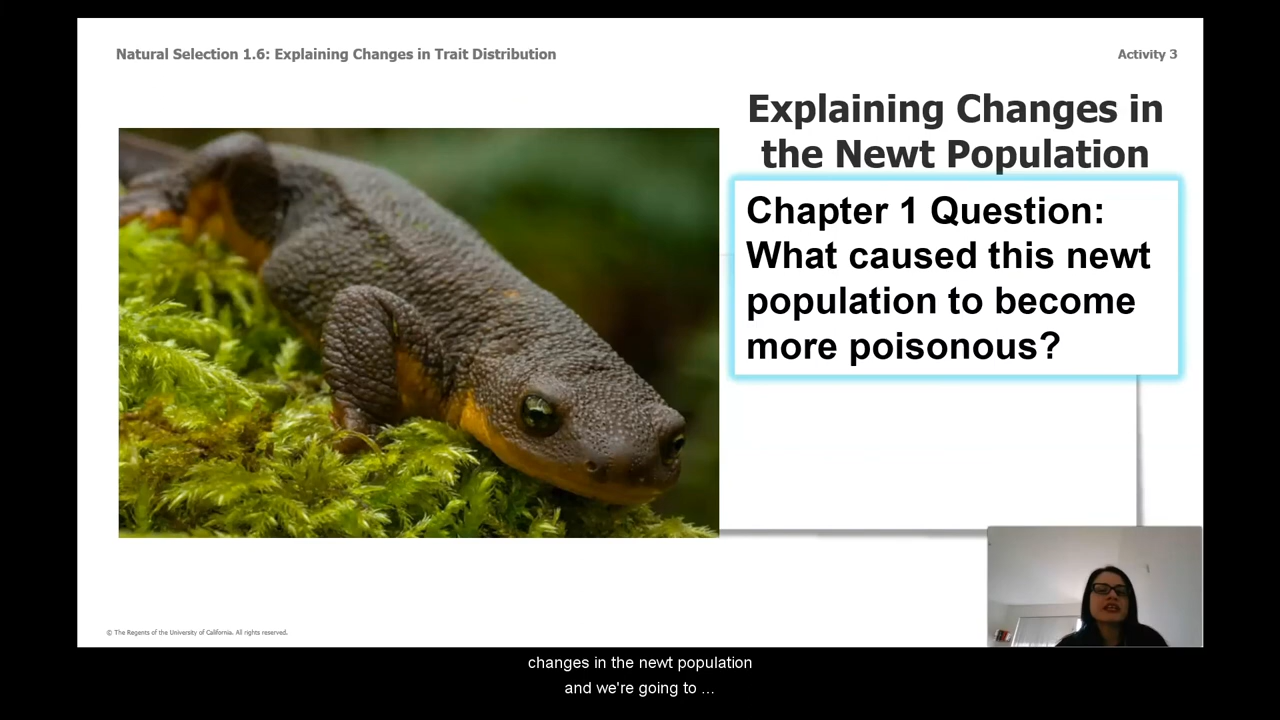 Natural Selection 1.6: Explaining Changes in Trait Distribution
Activity 3
Explaining Changes in
the Newt Population
Chapter 1 Question:
What caused this newt
population to become
more poisonous?
© The Regents of the University of California. All rights reserved.
changes in the newt population
and we're going to ...